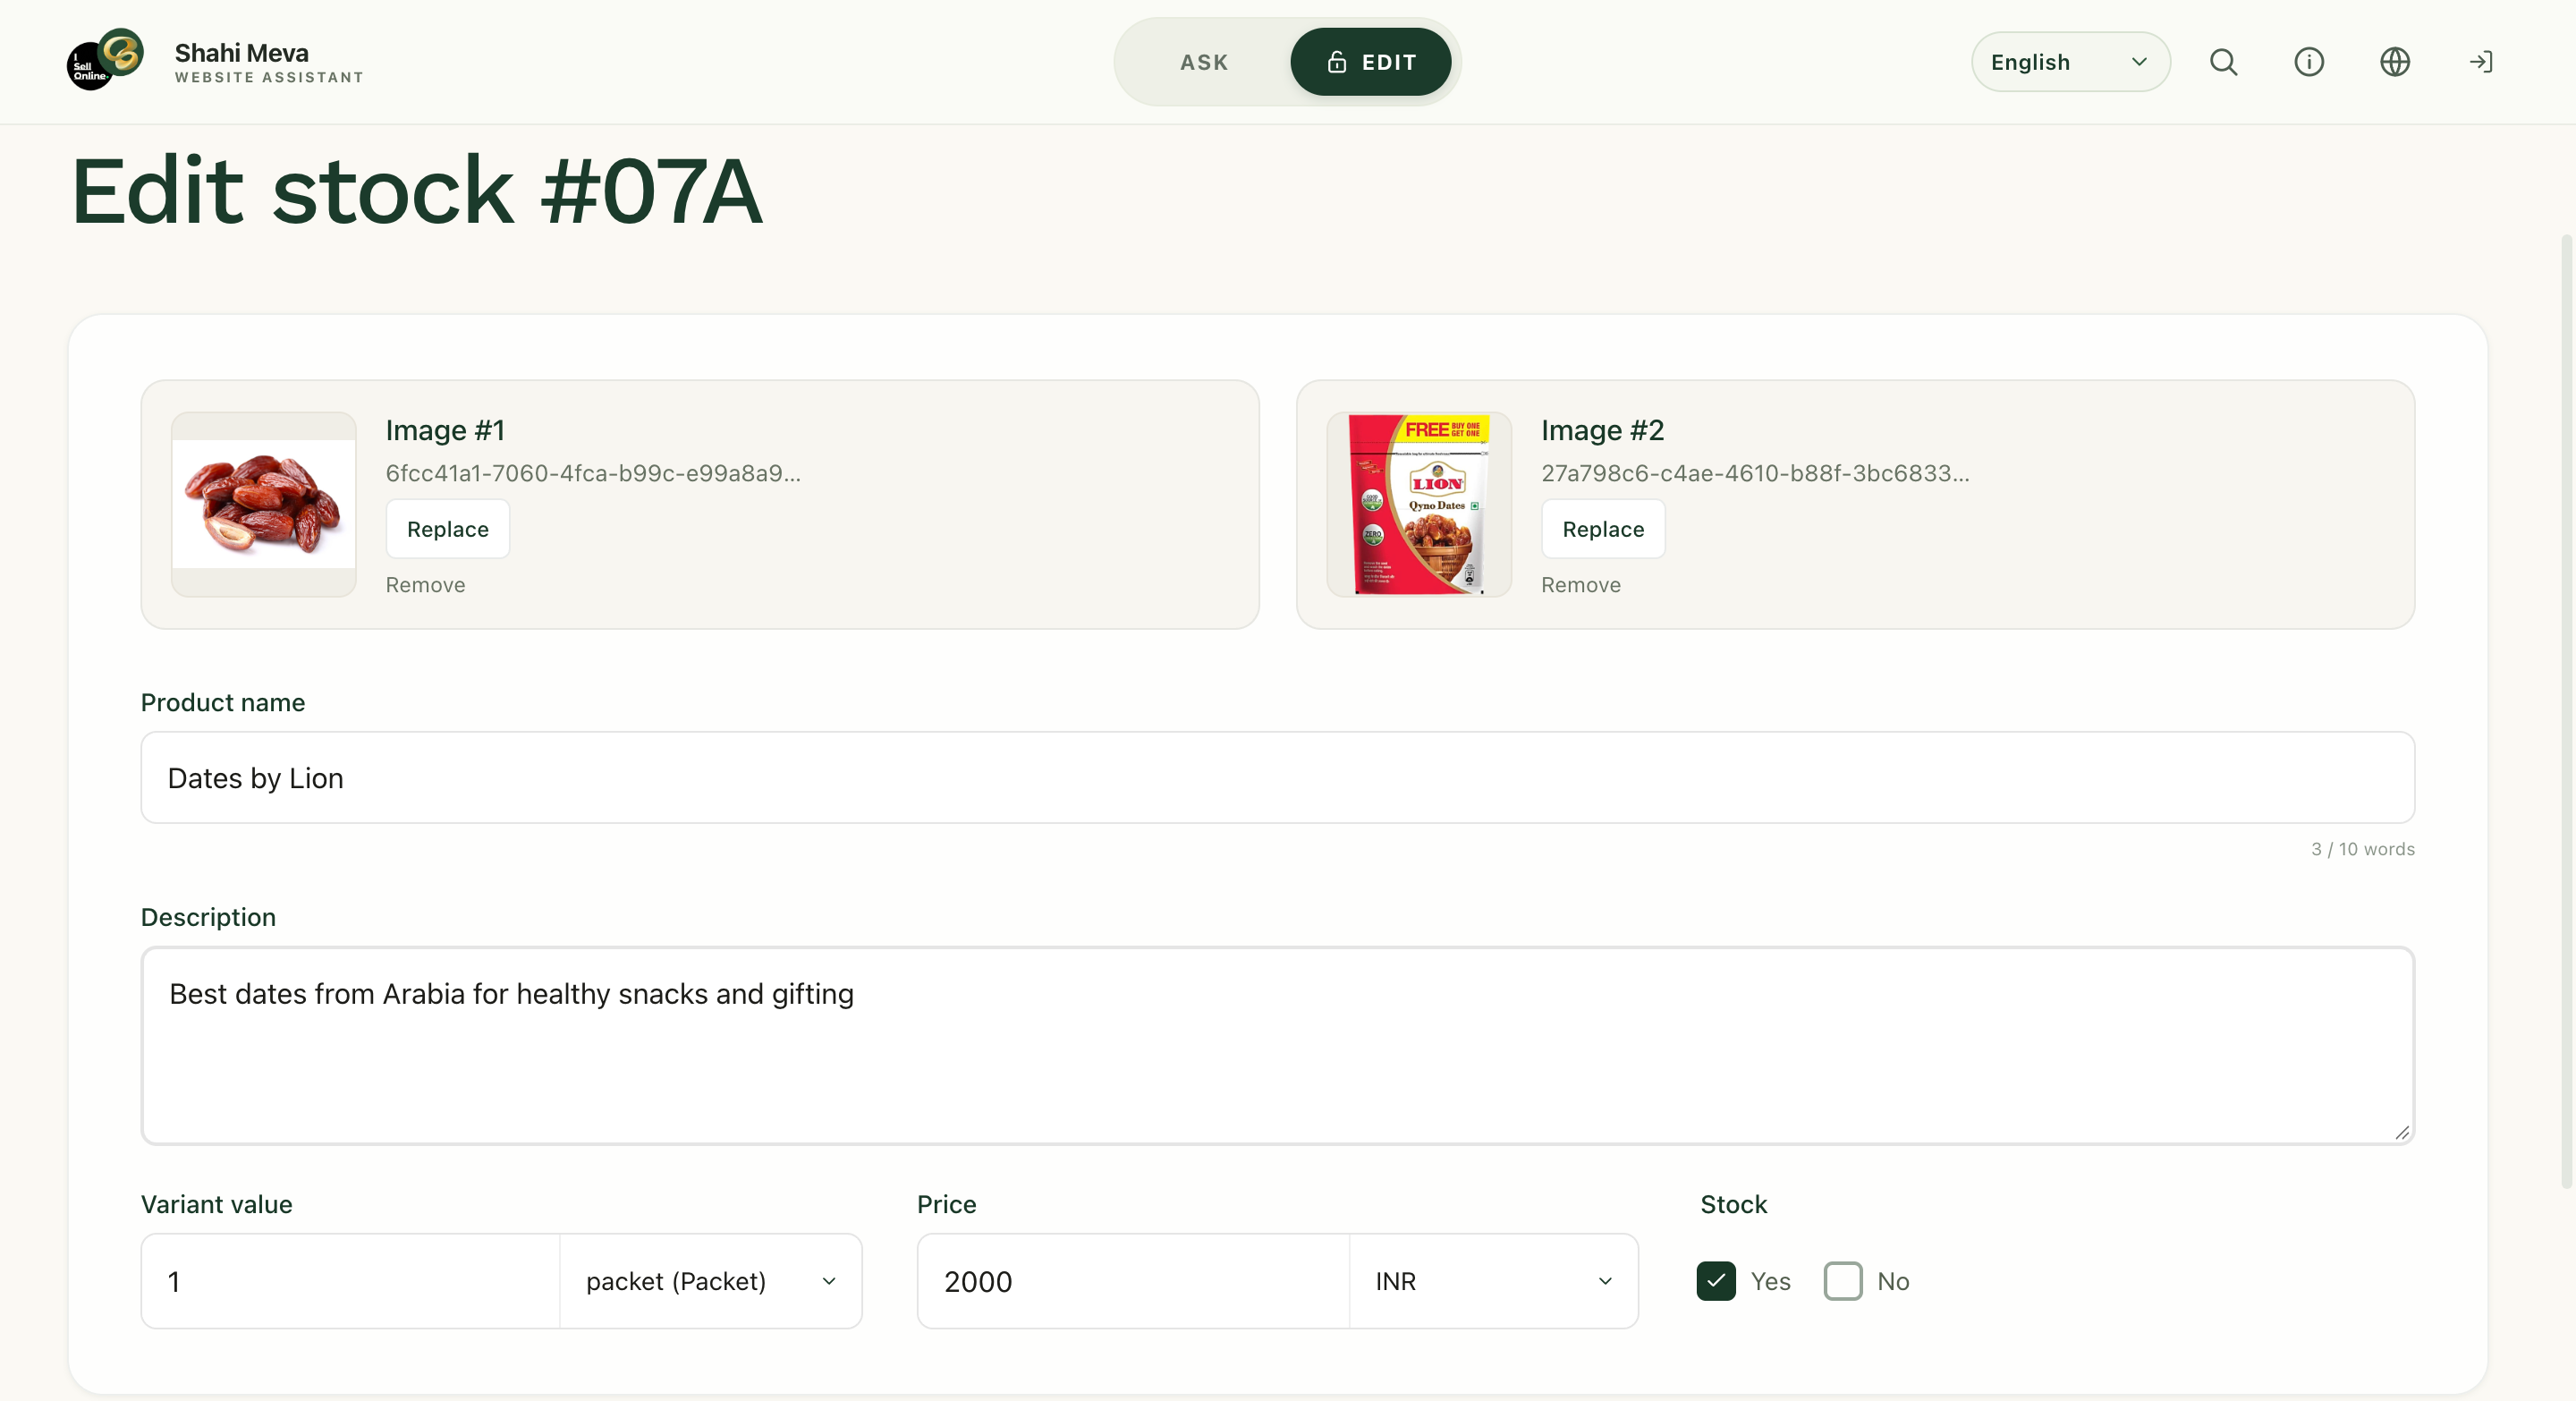 I
Sell
Online.
Shahi Meva
WEBSITE ASSISTANT
ASK
EDIT
English
Edit stock #07A
FREE BUY ONE
GET ONE
LION
Qyno Dates
ZERO
Image #1
6fcc41a1-7060-4fca-b99c-e99a8a9...
Replace
Remove
Image #2
27a798c6-c4ae-4610-b88f-3bc6833...
Replace
Remove
Product name
Dates by Lion
3 / 10 words
Description
Best dates from Arabia for healthy snacks and gifting
Variant value
1
packet (Packet)
Price
2000
INR
Stock
Yes
No